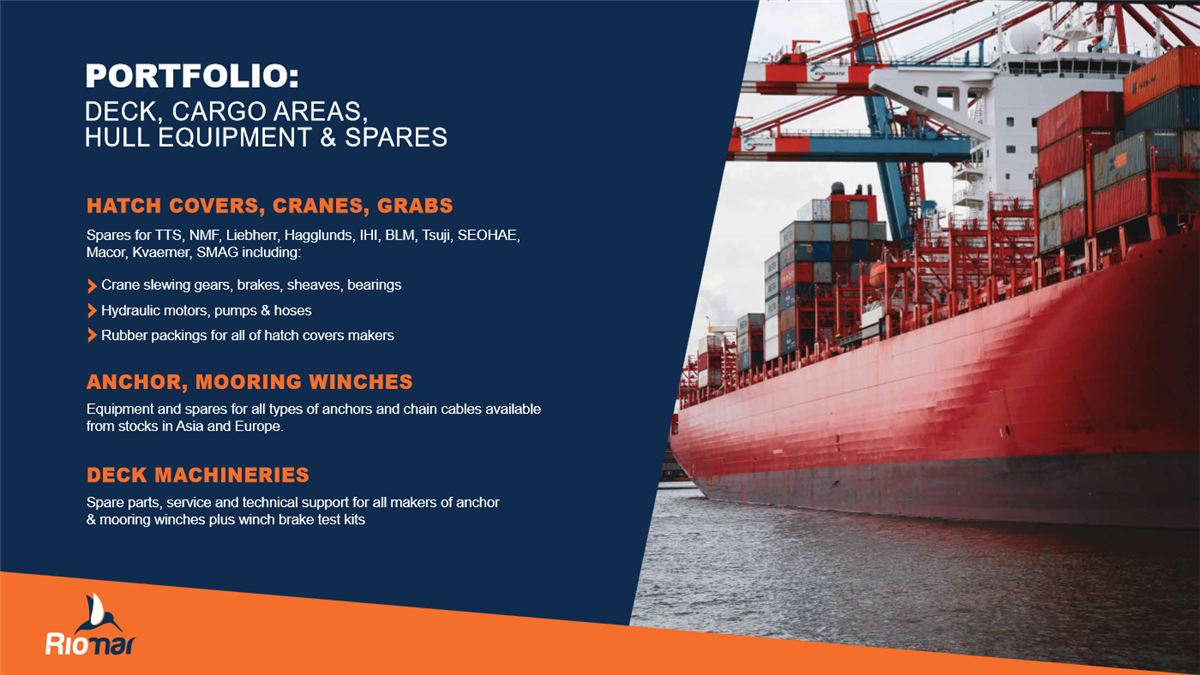 PORTFOLIO:
DECK, CARGO AREAS,
HULL EQUIPMENT & SPARES
HATCH COVERS, CRANES, GRABS
Spares for TTS, NMF, Liebherr, Hagglunds, IHI, BLM, Tsuji, SEOHAE,
Macor, Kvaerner, SMAG including:
Crane slewing gears, brakes, sheaves, bearings
Hydraulic motors, pumps & hoses
Rubber packings for all of hatch covers makers
ANCHOR, MOORING WINCHES
Equipment and spares for all types of anchors and chain cables available
from stocks in Asia and Europe.
DECK MACHINERIES
Spare parts, service and technical support for all makers of anchor
& mooring winches plus winch brake test kits
Riomar
EUROGATE
EUROGATE